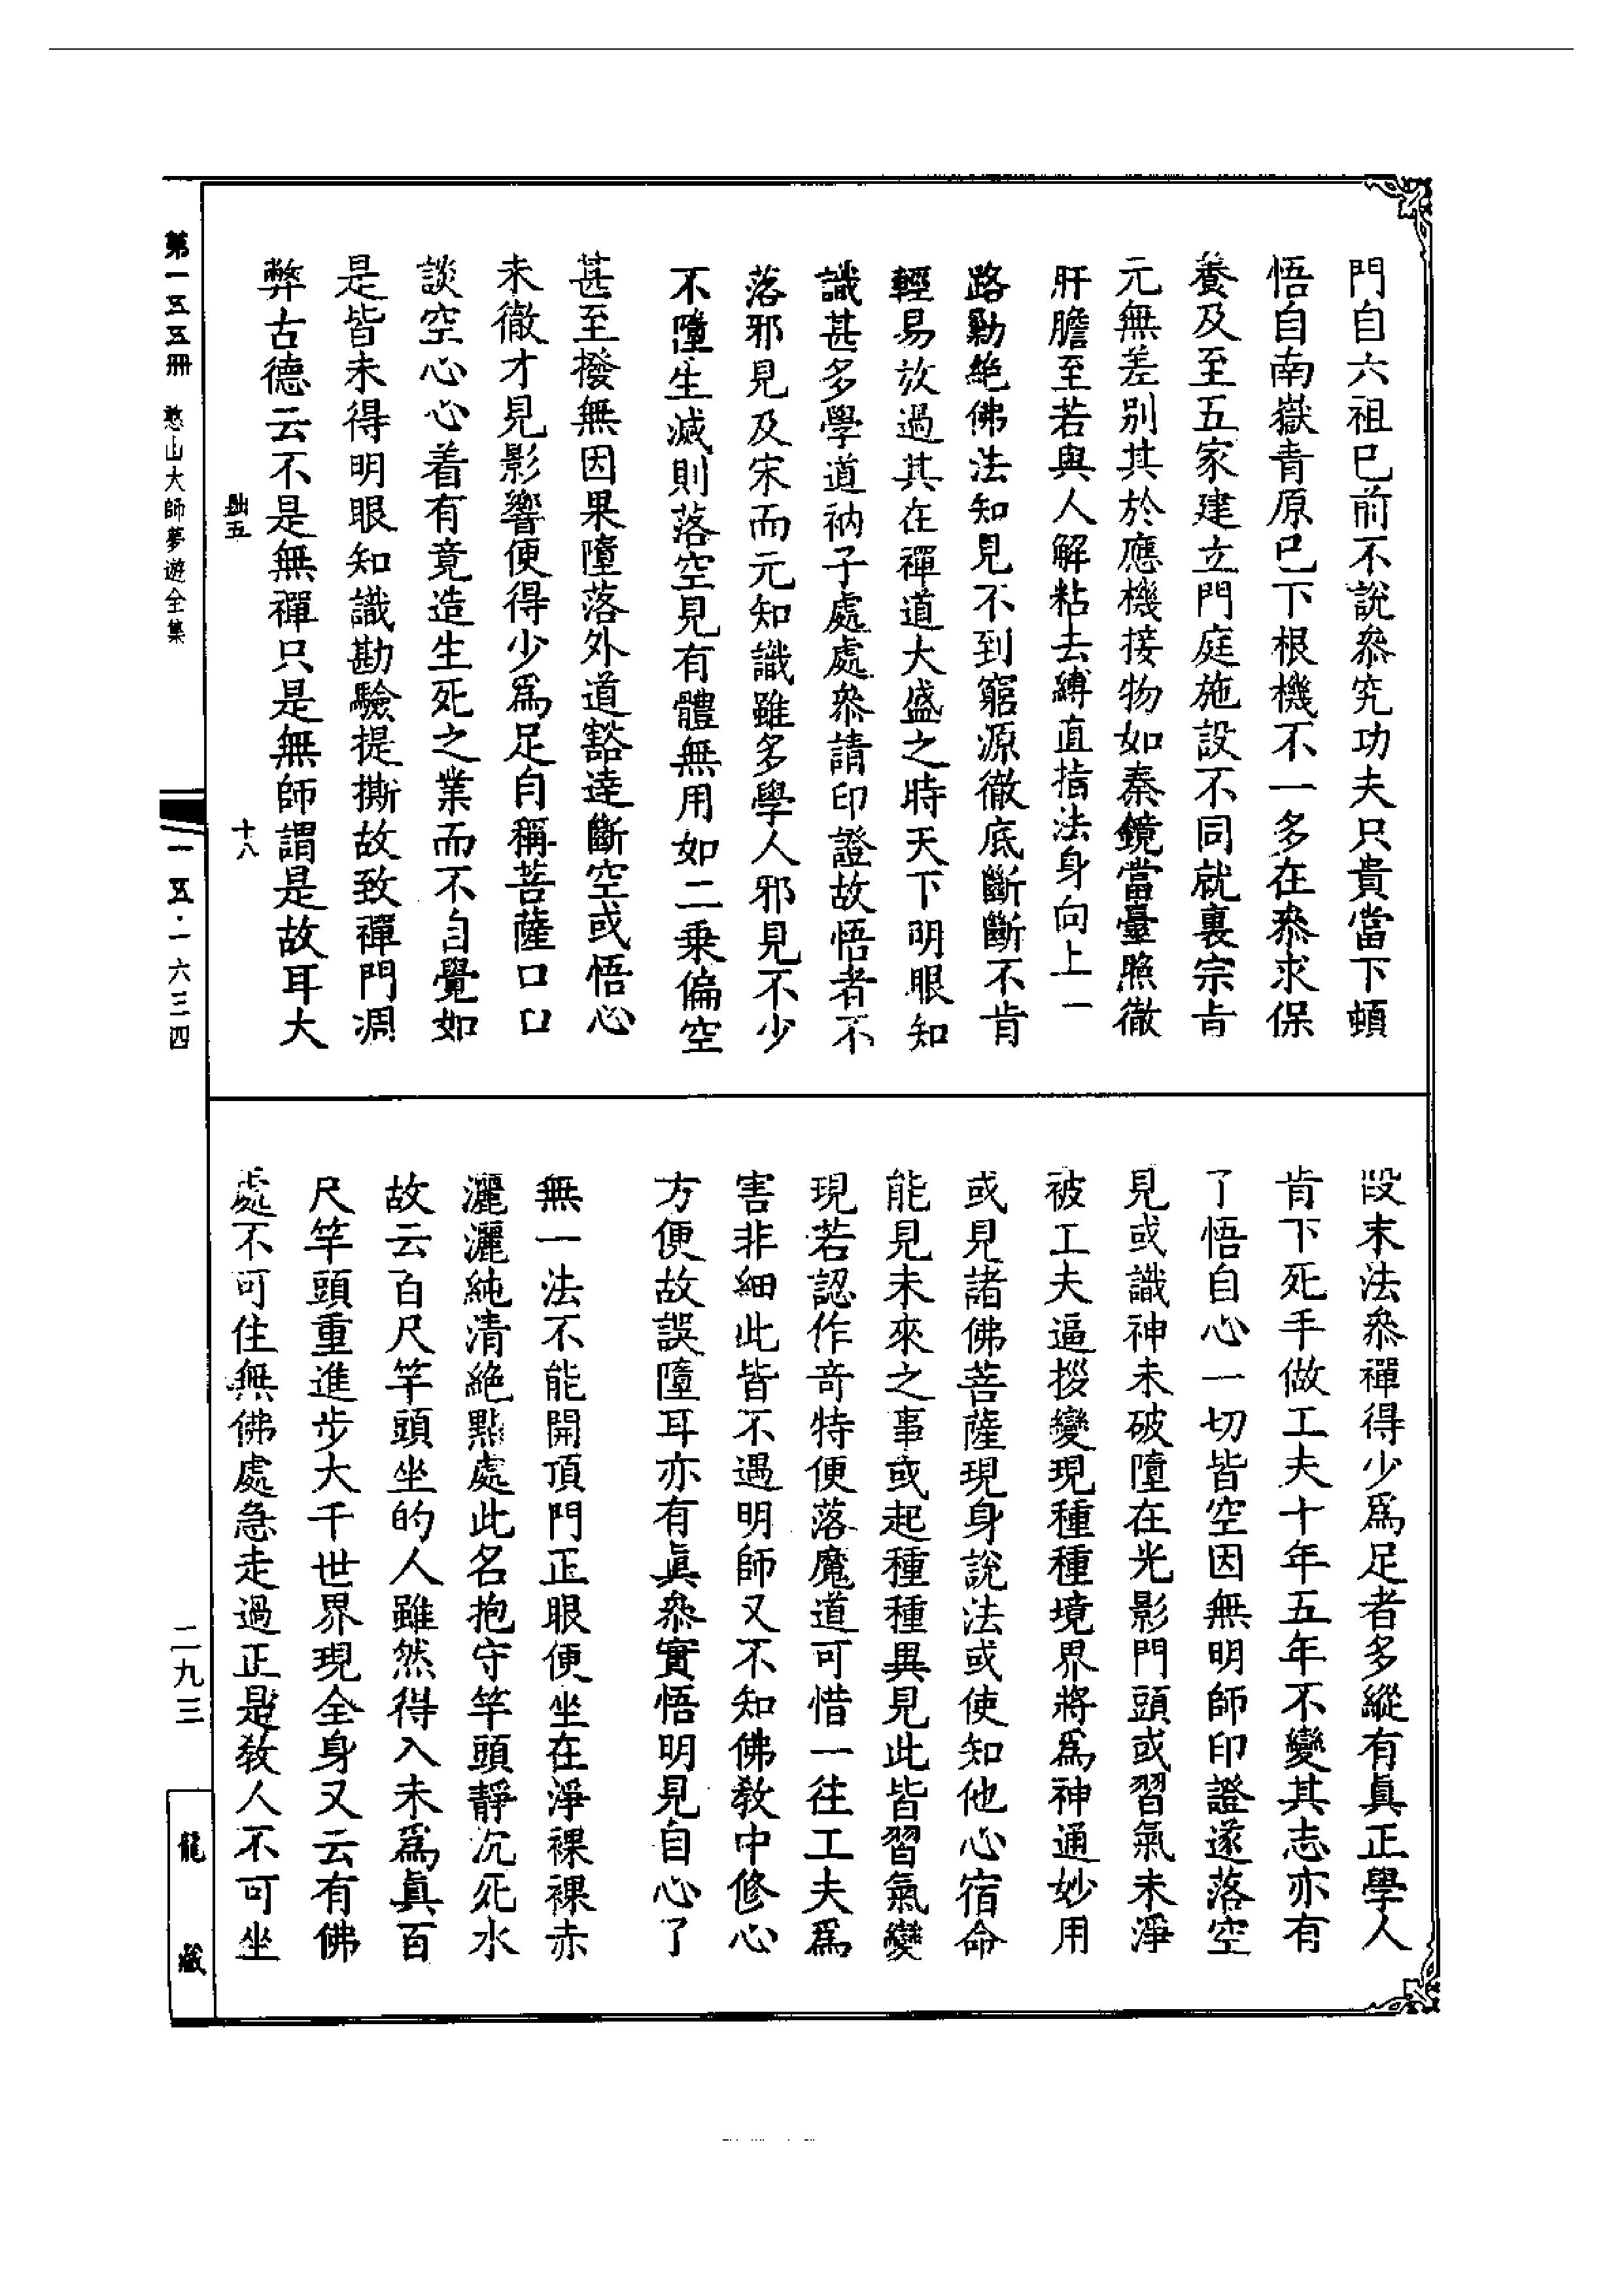 門自六祖已前不說叅究功夫只貴當下頓
悟自南嶽青原已下根機不一多在叅求保
養及至五家建立門庭施設不同就裏宗旨
元無差別其於應機接物如秦鏡當臺照徹
肝膽至若與人解粘去縛直指法身向上一
路勦絶佛法知見不到窮源徹底斷斷不肯
輕易放過其在禪道大盛之時天下明眼知
識甚多學道衲子處處叅請印證故悟者不
落邪見及宋而元知識雖多學人邪見不少
不墮生滅則落空見有體無用如二乗偏空
甚至撥無因果墮落外道豁達斷空或悟心
未徹才見影響便得少爲足自稱菩薩口口
談空心心着有竟造生死之業而不自覺如
是皆未得明眼知識勘驗提撕故致禪門凋
弊古德云不是無禪只是無師謂是故耳大
段末法叅禪得少爲足者多縱有眞正學人
肯下死手做工夫十年五年不變其志亦有
了悟自心一切皆空因無明師印證遂落空
見或識神未破墮在光影門頭或習氣未淨
被工夫逼拶變現種種境界將爲神通妙用
或見諸佛菩薩現身說法或使知他心宿命
能見未來之事或起種種異見此皆習氣變
現若認作竒特便落魔道可惜一往工夫爲
害非細此皆不遇明師又不知佛教中修心
方便故誤墮耳亦有眞叅實悟明見自心了
無一法不能開頂門正眼便坐在淨裸裸赤
灑灑純清絶點處此名抱守竿頭靜沉死水
故云百尺竿頭坐的人雖然得入未爲眞百
尺竿頭重進步大千世界現全身又云有佛
處不可住無佛處急走過正是教人不可坐
五
十八
第一五五冊
憨山大師夢遊全集
一五·一六三四
二九三
龍藏